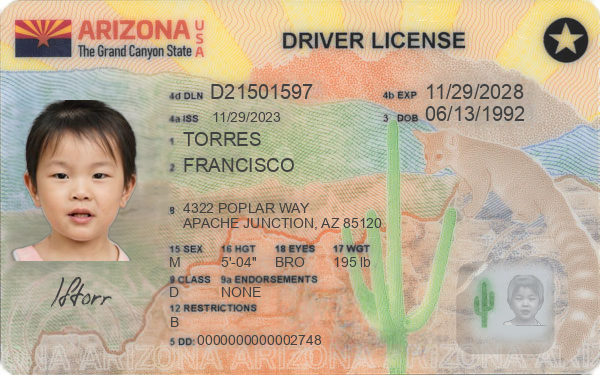 ARIZONA USA
The Grand Canyon State
DRIVER LICENSE
4d DLN D21501597 4b EXP 11/29/2028
4a ISS 11/29/2023 3 DOB 06/13/1992
1 TORRES
2 FRANCISCO
8 4322 POPLAR WAY
APACHE JUNCTION, AZ 85120
15 SEX 16 HGT 18 EYES 17 WGT
M 5'-04" BRO 195 lb
9 CLASS 9a ENDORSEMENTS
D NONE
12 RESTRICTIONS
B
5 DD: 0000000000002748
ARIZONA ARIZONA ARIZONA ARIZONA